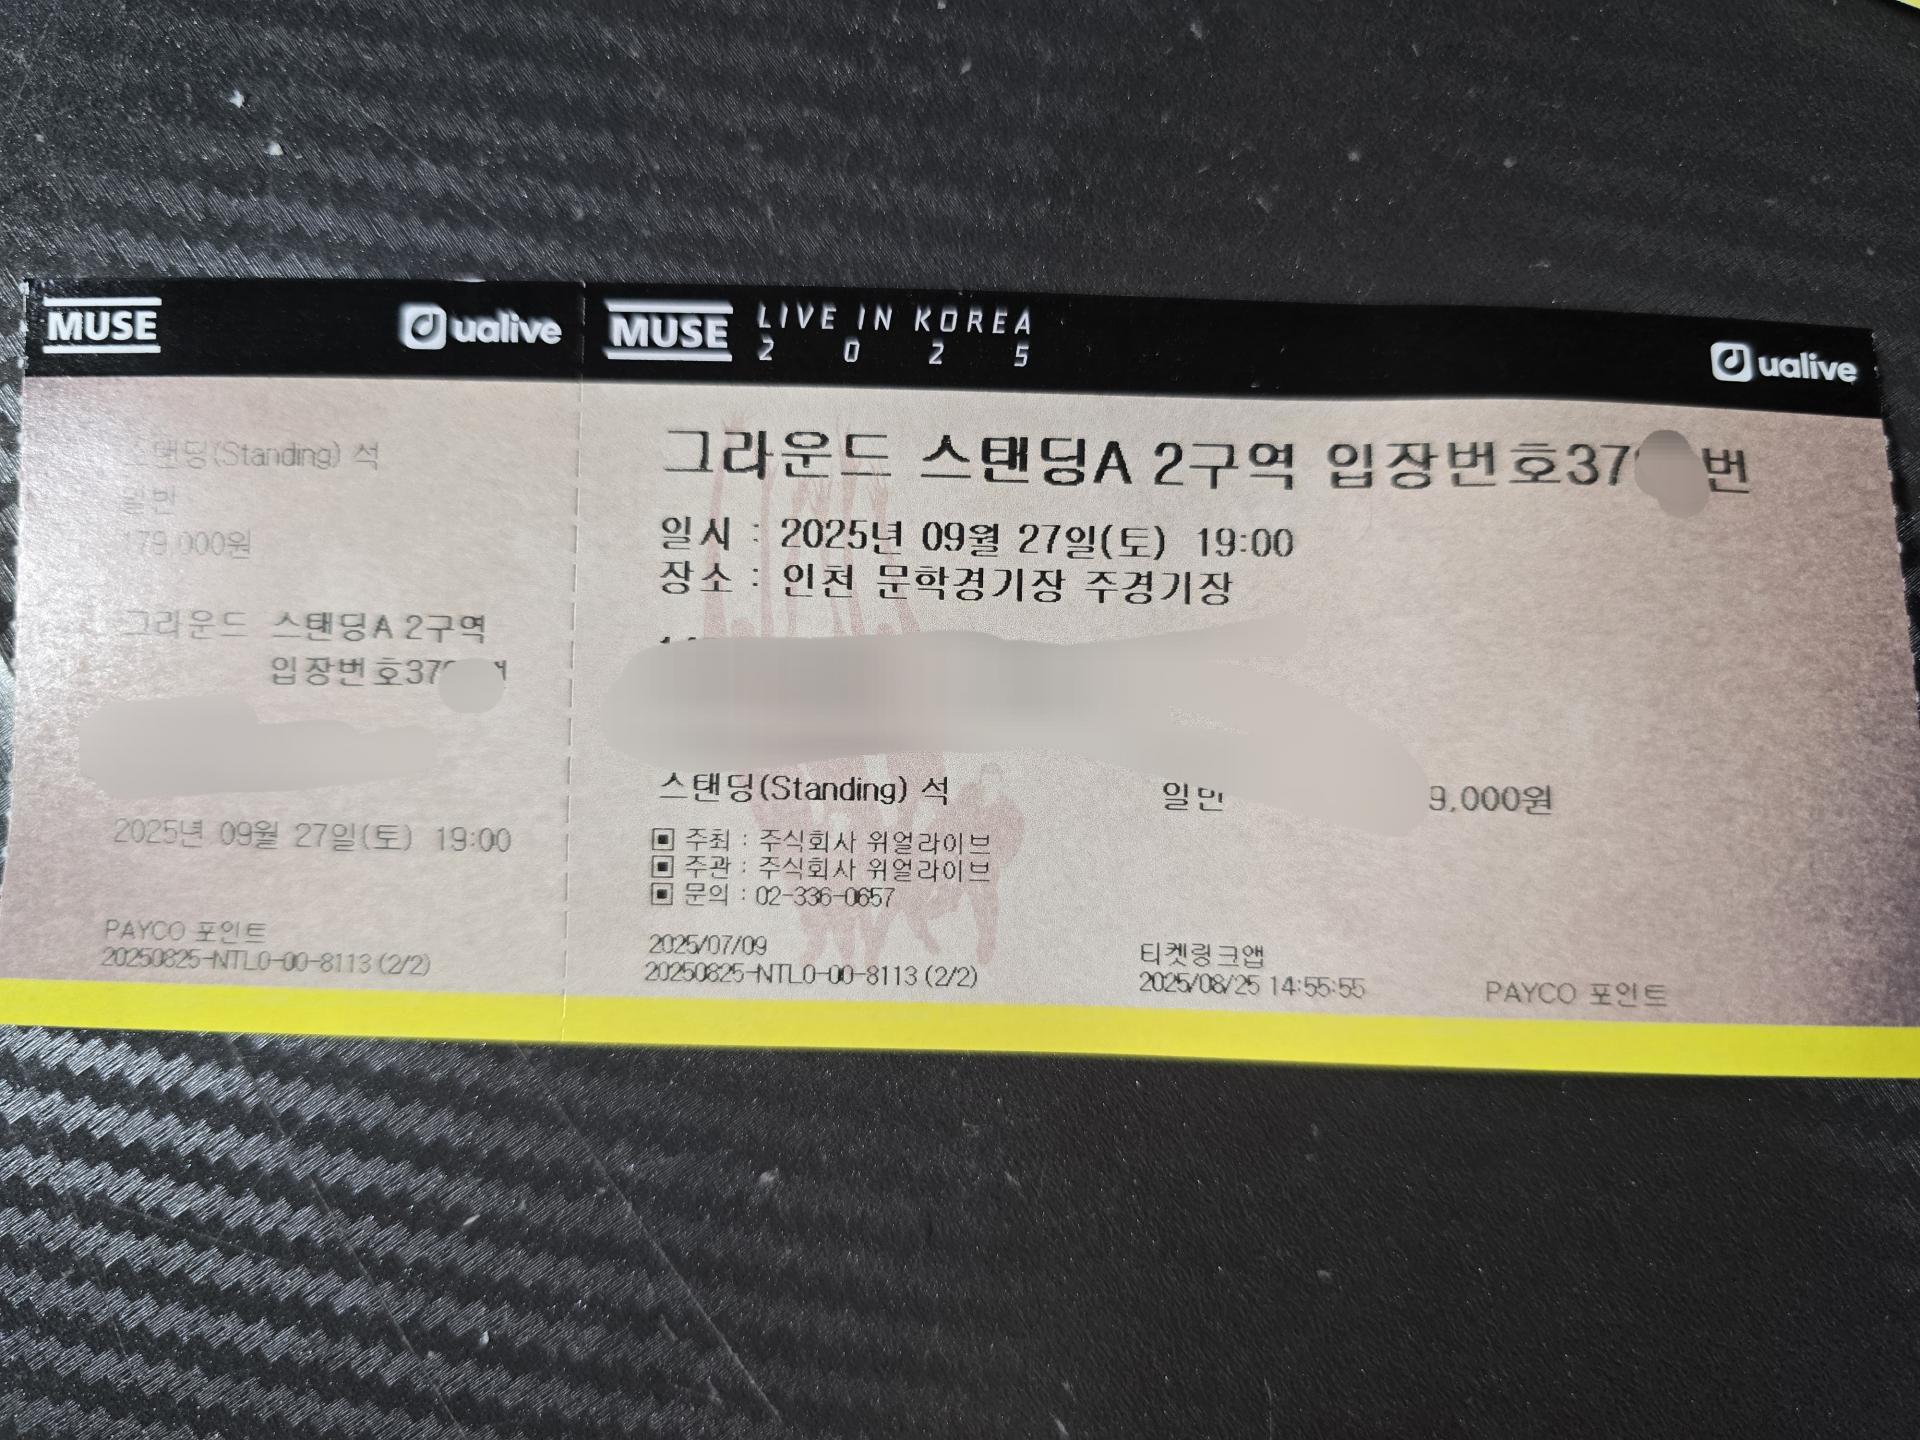 MUSE
ualive
스탠딩(Standing) 석
일반
179,000원
그라운드 스탠딩A 2구역
입장번호37
2025년 09월 27일(토) 19:00
PAYCO 포인트
20250825-NTL0-00-8113 (2/2)
MUSE LIVE IN KOREA
2 0 2 5
ualive
그라운드 스탠딩A 2구역 입장번호37 번
일시 : 2025년 09월 27일(토) 19:00
장소 : 인천 문학경기장 주경기장
스탠딩(Standing) 석 일반 9,000원
▣ 주최 : 주식회사 위얼라이브
▣ 주관 : 주식회사 위얼라이브
▣ 문의 : 02-336-0657
2025/07/09
20250825-NTL0-00-8113 (2/2)
티켓링크앱
2025/08/25 14:55:55
PAYCO 포인트